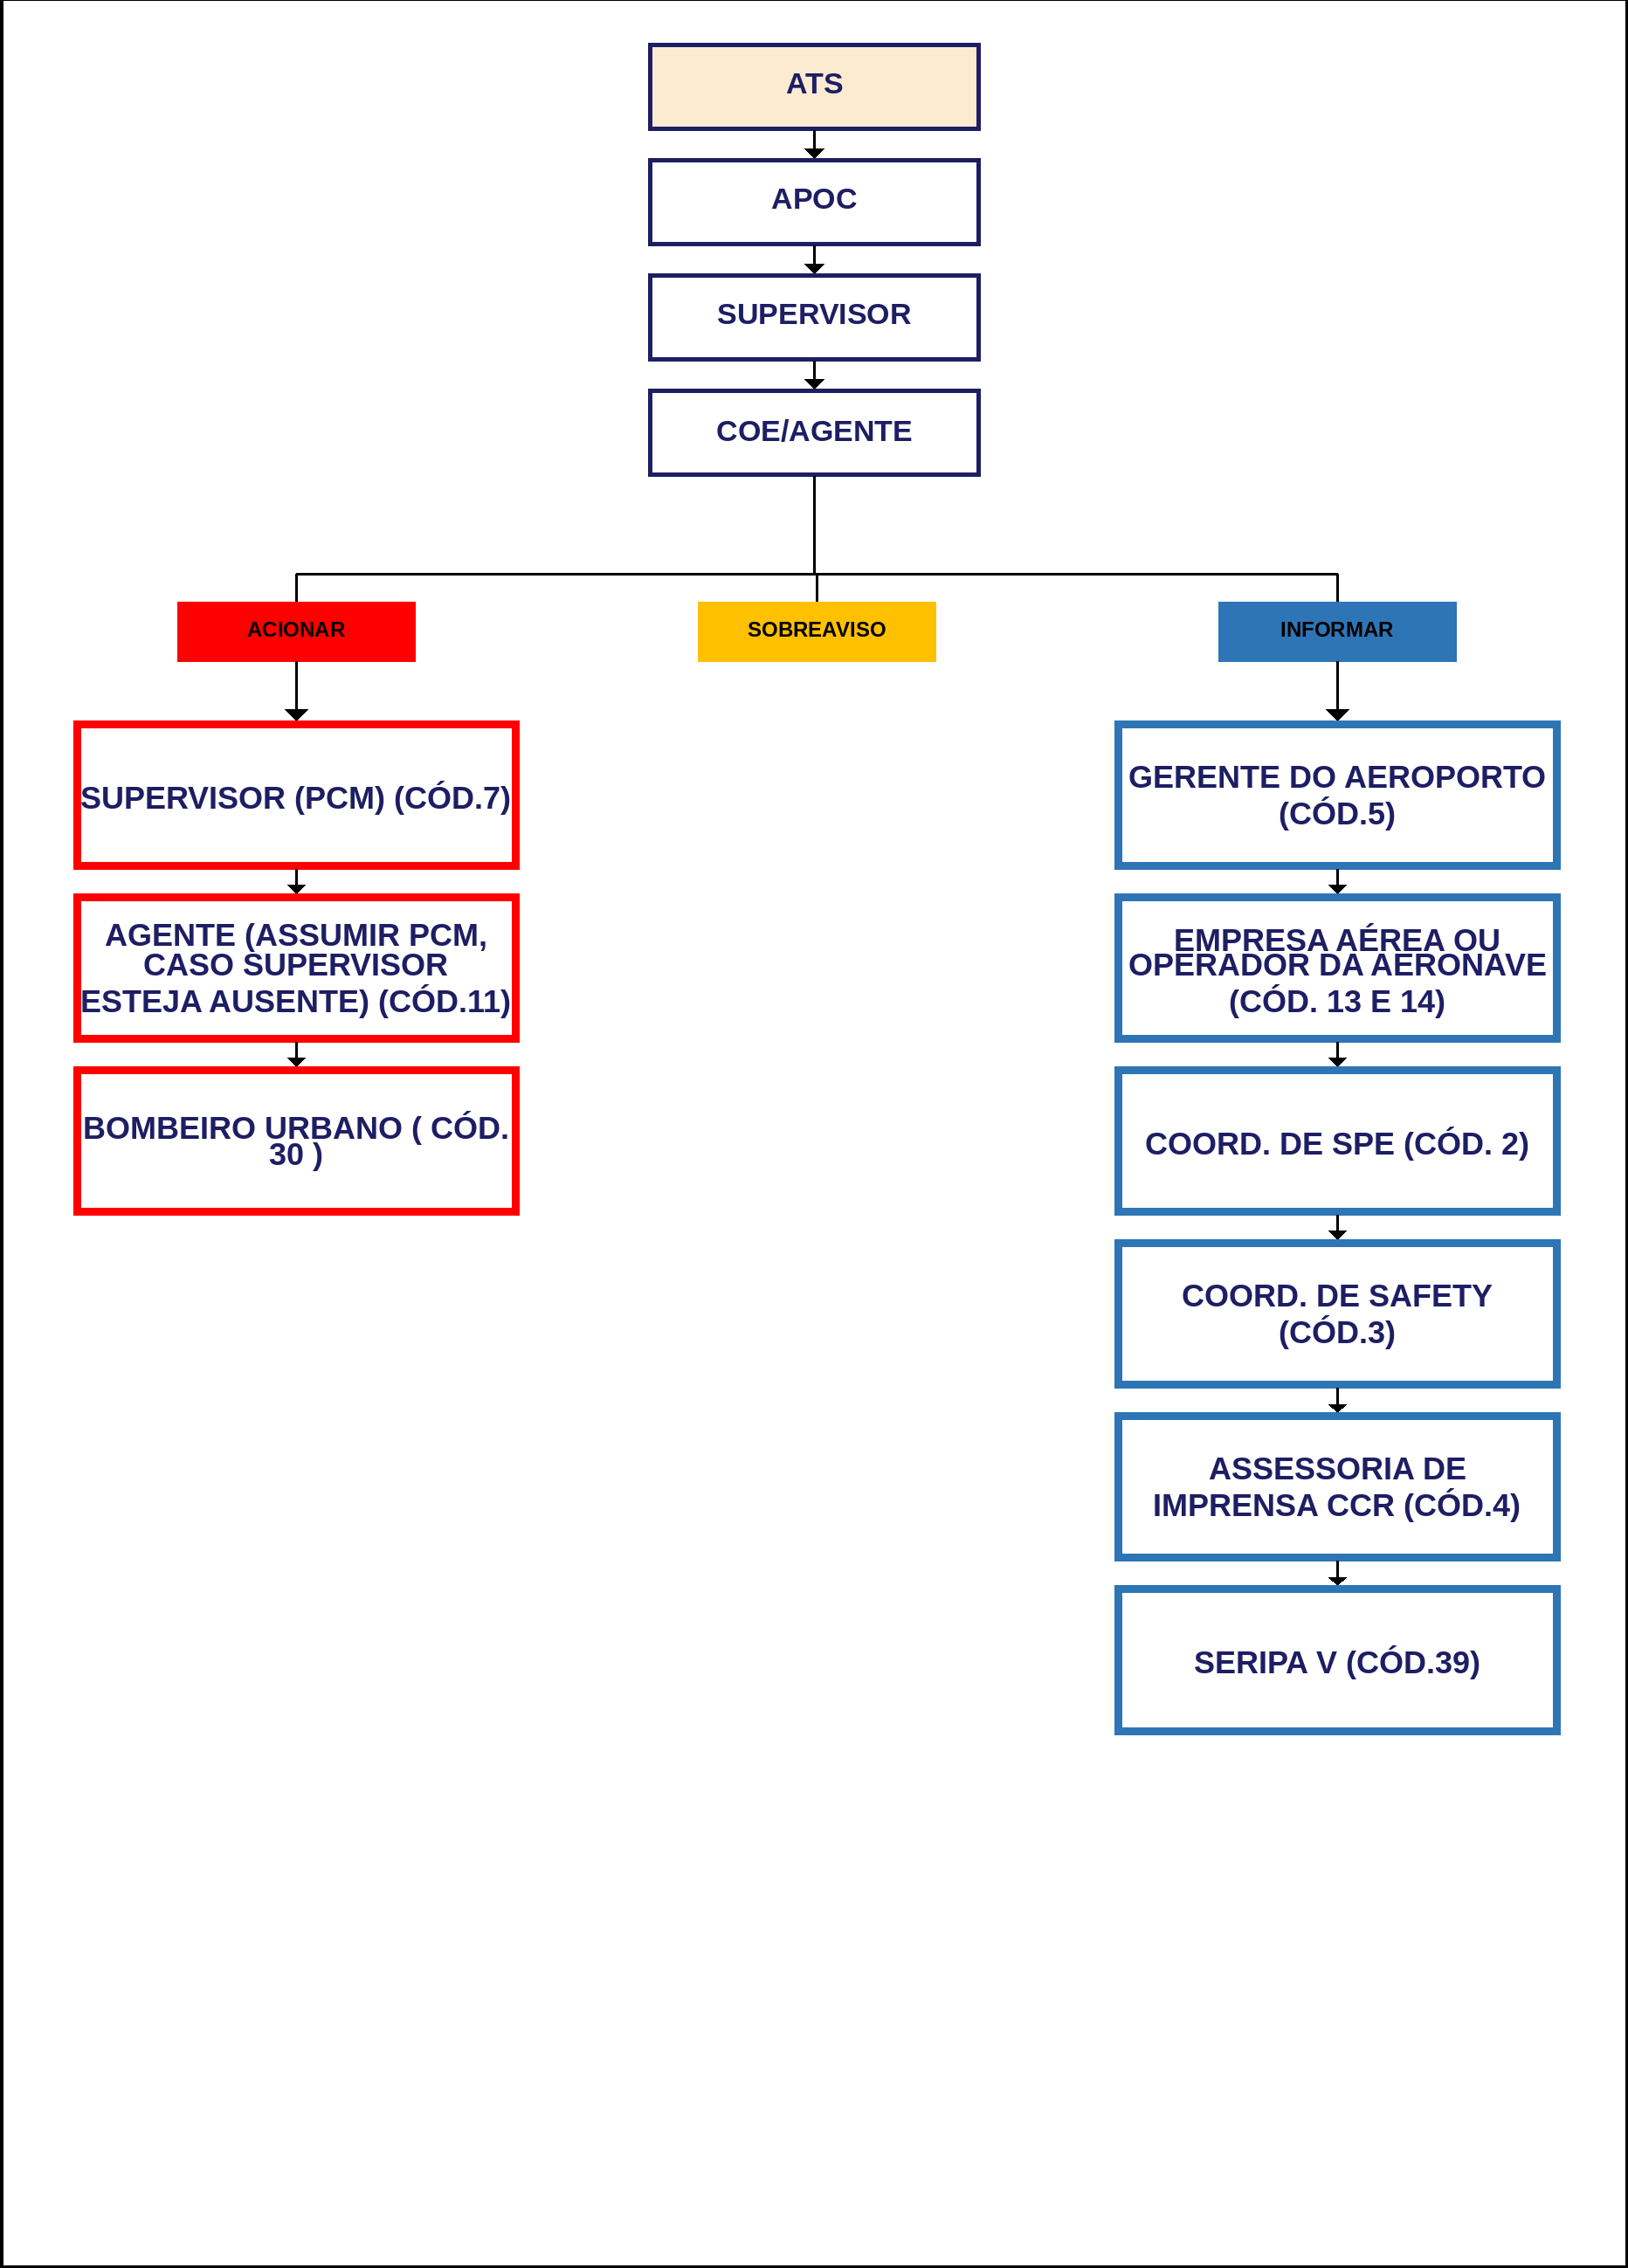 ATS
APOC
SUPERVISOR
COE/AGENTE
ACIONAR
SOBREAVISO
INFORMAR
SUPERVISOR (PCM) (CÓD.7)
AGENTE (ASSUMIR PCM,
CASO SUPERVISOR
ESTEJA AUSENTE) (CÓD.11)
BOMBEIRO URBANO ( CÓD.
30 )
GERENTE DO AEROPORTO
(CÓD.5)
EMPRESA AÉREA OU
OPERADOR DA AERONAVE
(CÓD. 13 E 14)
COORD. DE SPE (CÓD. 2)
COORD. DE SAFETY
(CÓD.3)
ASSESSORIA DE
IMPRENSA CCR (CÓD.4)
SERIPA V (CÓD.39)